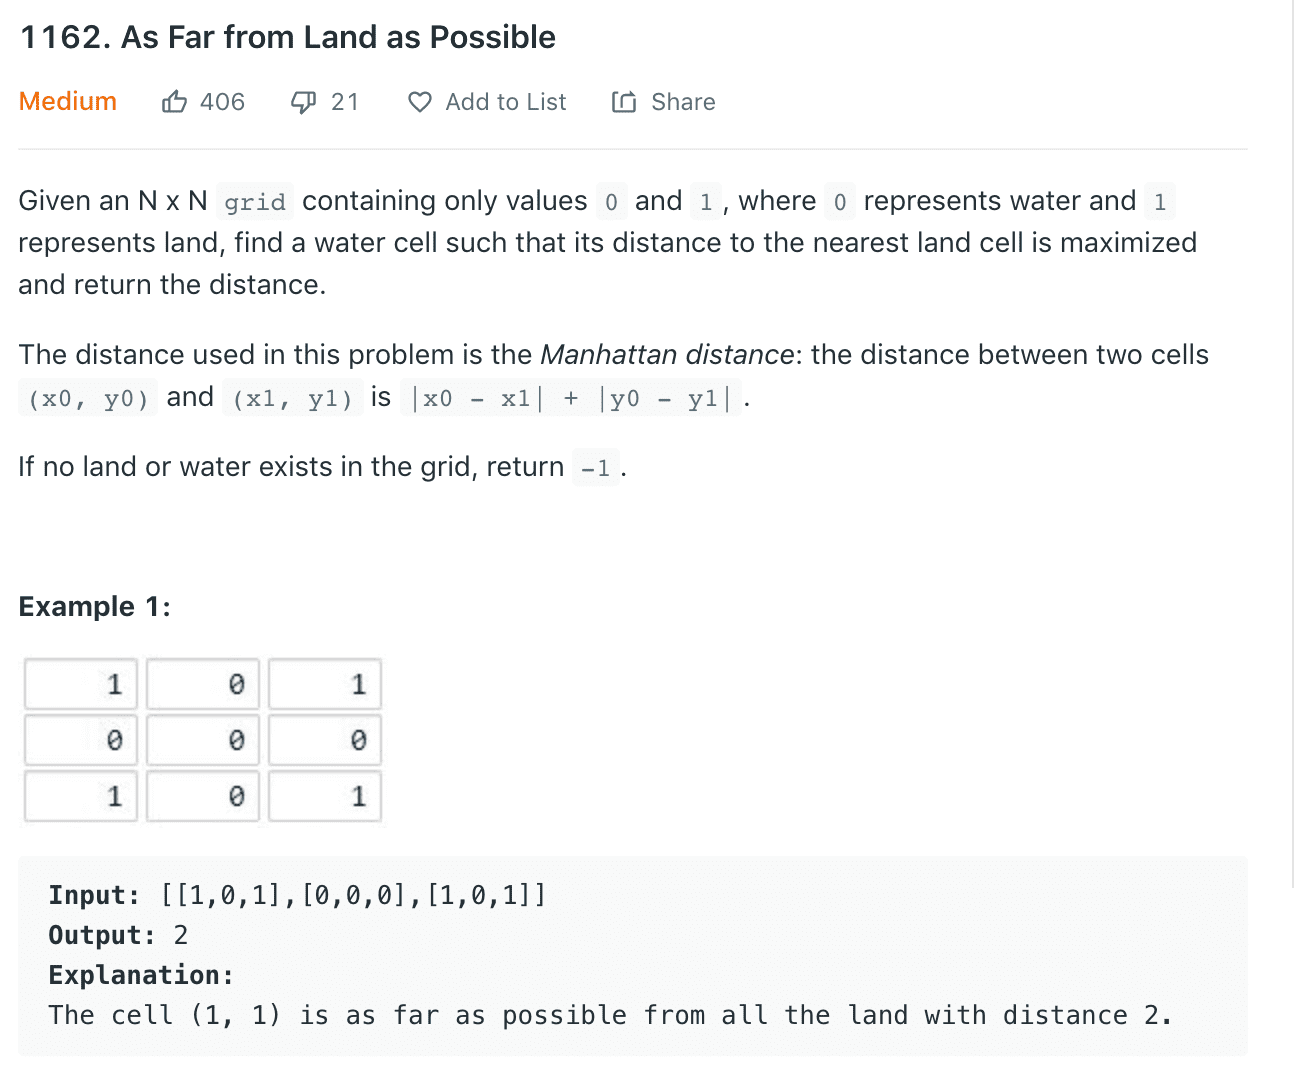 1162. As Far from Land as Possible
Medium 406 21 Add to List Share
Given an N x N grid containing only values 0 and 1 , where 0 represents water and 1
represents land, find a water cell such that its distance to the nearest land cell is maximized
and return the distance.
The distance used in this problem is the Manhattan distance: the distance between two cells
(x0, y0) and (x1, y1) is |x0 - x1| + |y0 - y1| .
If no land or water exists in the grid, return -1 .
Example 1:
1 0 1
0 0 0
1 0 1
Input: [[1,0,1],[0,0,0],[1,0,1]]
Output: 2
Explanation:
The cell (1, 1) is as far as possible from all the land with distance 2.